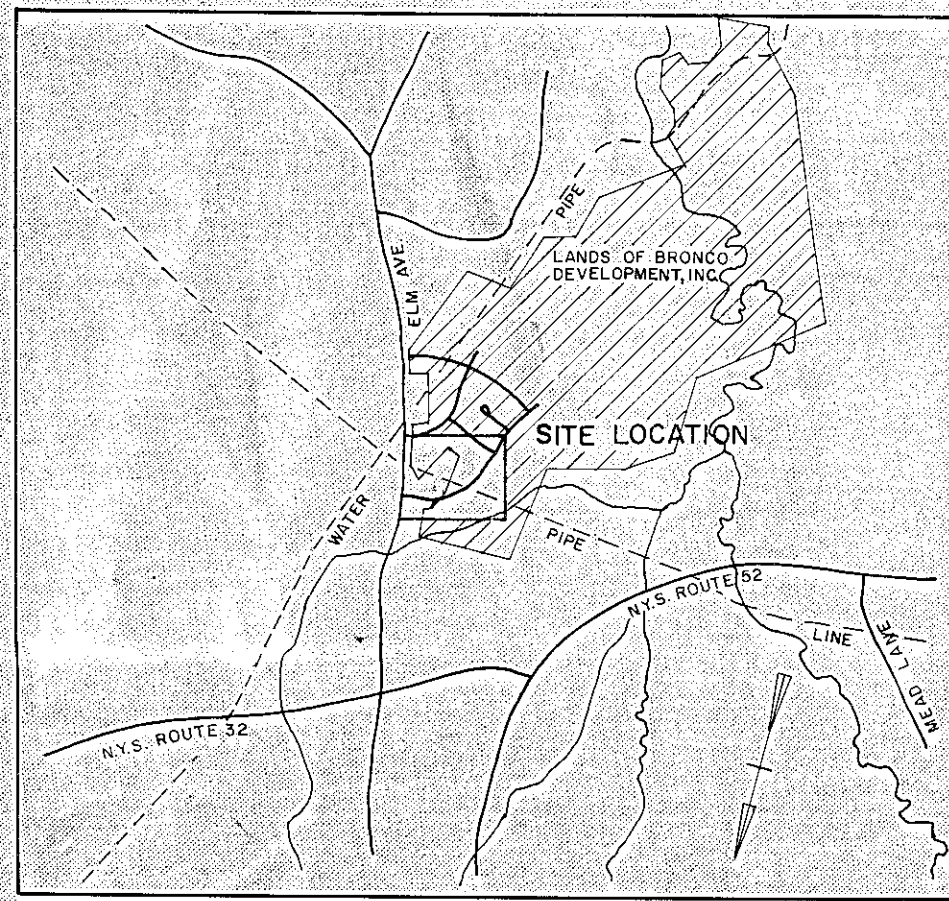 PIPE
LANDS OF BRONCO
DEVELOPMENT, INC.
ELM AVE.
SITE LOCATION
WATER
PIPE
N.Y.S. ROUTE 52
LINE
MEAD LANE
N.Y.S. ROUTE 32